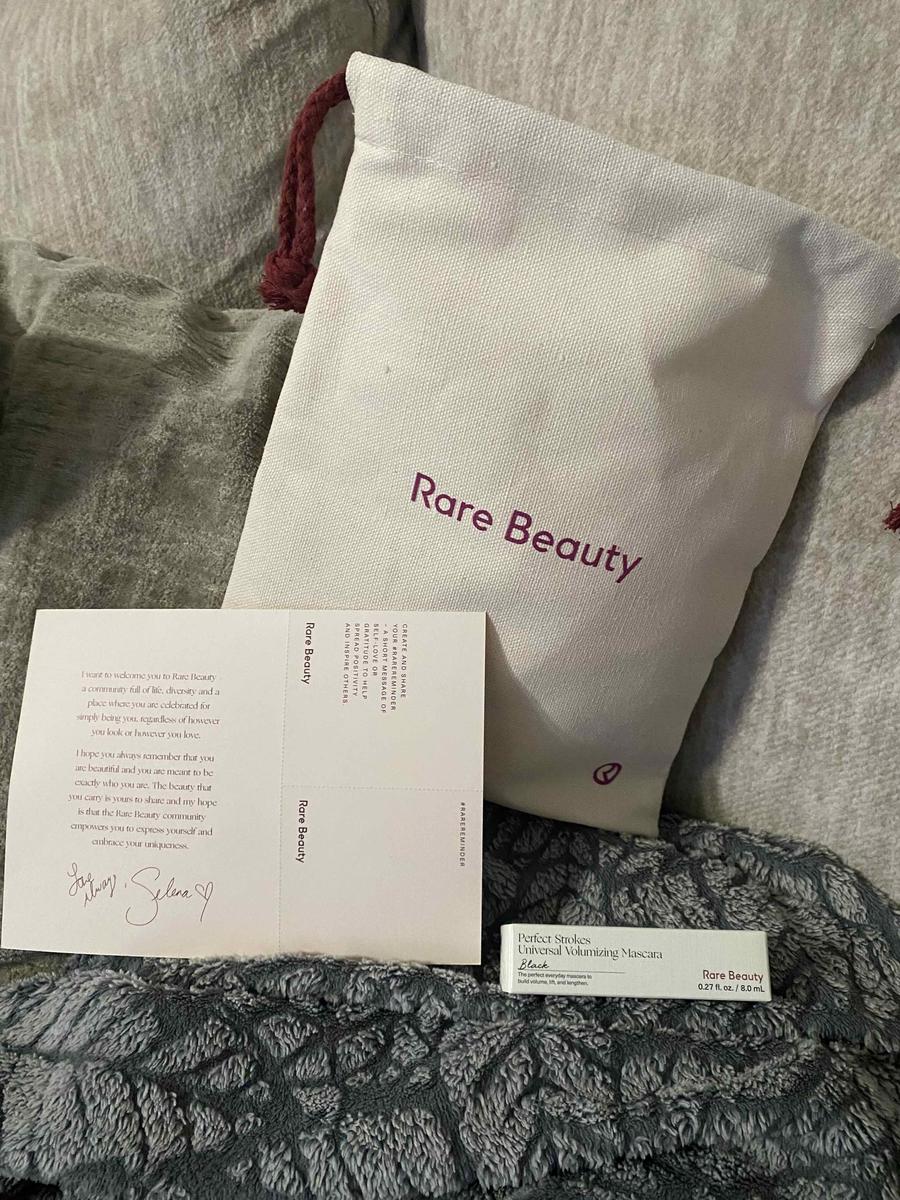 Rare Beauty
I want to welcome you to Rare Beauty -
a community full of life, diversity and a
place where you are celebrated for
simply being you, regardless of however
you look or however you love.
I hope you always remember that you
are beautiful and you are meant to be
exactly who you are. The beauty that
you carry is yours to share and my hope
is that the Rare Beauty community
empowers you to express yourself and
embrace your uniqueness.
Love
Always,
Selena
Rare Beauty
CREATE AND SHARE
YOUR #RAREREMINDER
– A SHORT MESSAGE OF
SELF-LOVE OR
GRATITUDE TO HELP
SPREAD POSITIVITY
AND INSPIRE OTHERS.
Rare Beauty
#RAREREMINDER
Perfect Strokes
Universal Volumizing Mascara
Black
The perfect everyday mascara to
build volume, lift, and lengthen.
Rare Beauty
0.27 fl. oz. / 8.0 mL